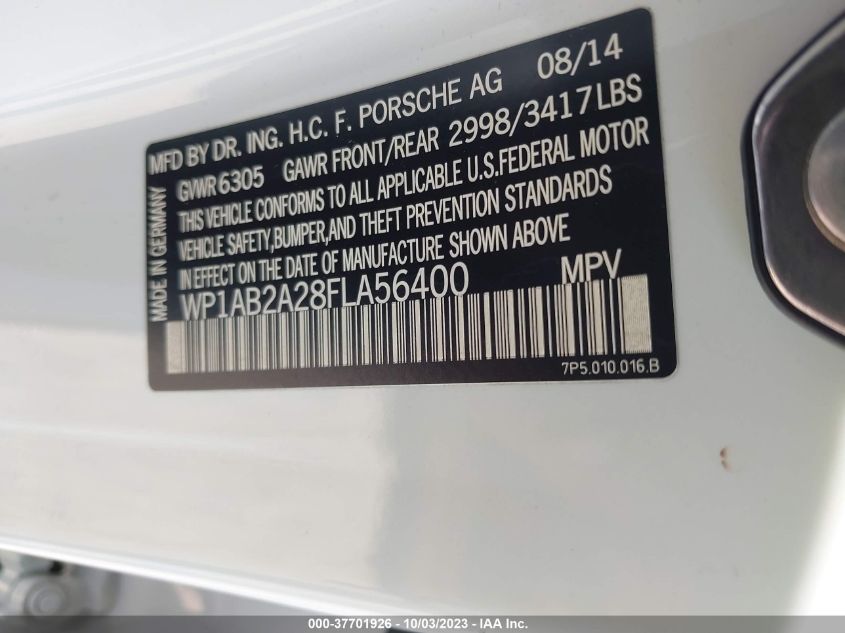 MFD BY DR. ING. H.C. F. PORSCHE AG 08/14
GVWR 6305 GAWR FRONT/REAR 2998/3417LBS
THIS VEHICLE CONFORMS TO ALL APPLICABLE U.S.FEDERAL MOTOR
VEHICLE SAFETY,BUMPER,AND THEFT PREVENTION STANDARDS
IN EFFECT ON THE DATE OF MANUFACTURE SHOWN ABOVE
WP1AB2A28FLA56400 MPV
MADE IN GERMANY
7P5.010.016.B
000-37701926 - 10/03/2023 - IAA Inc.